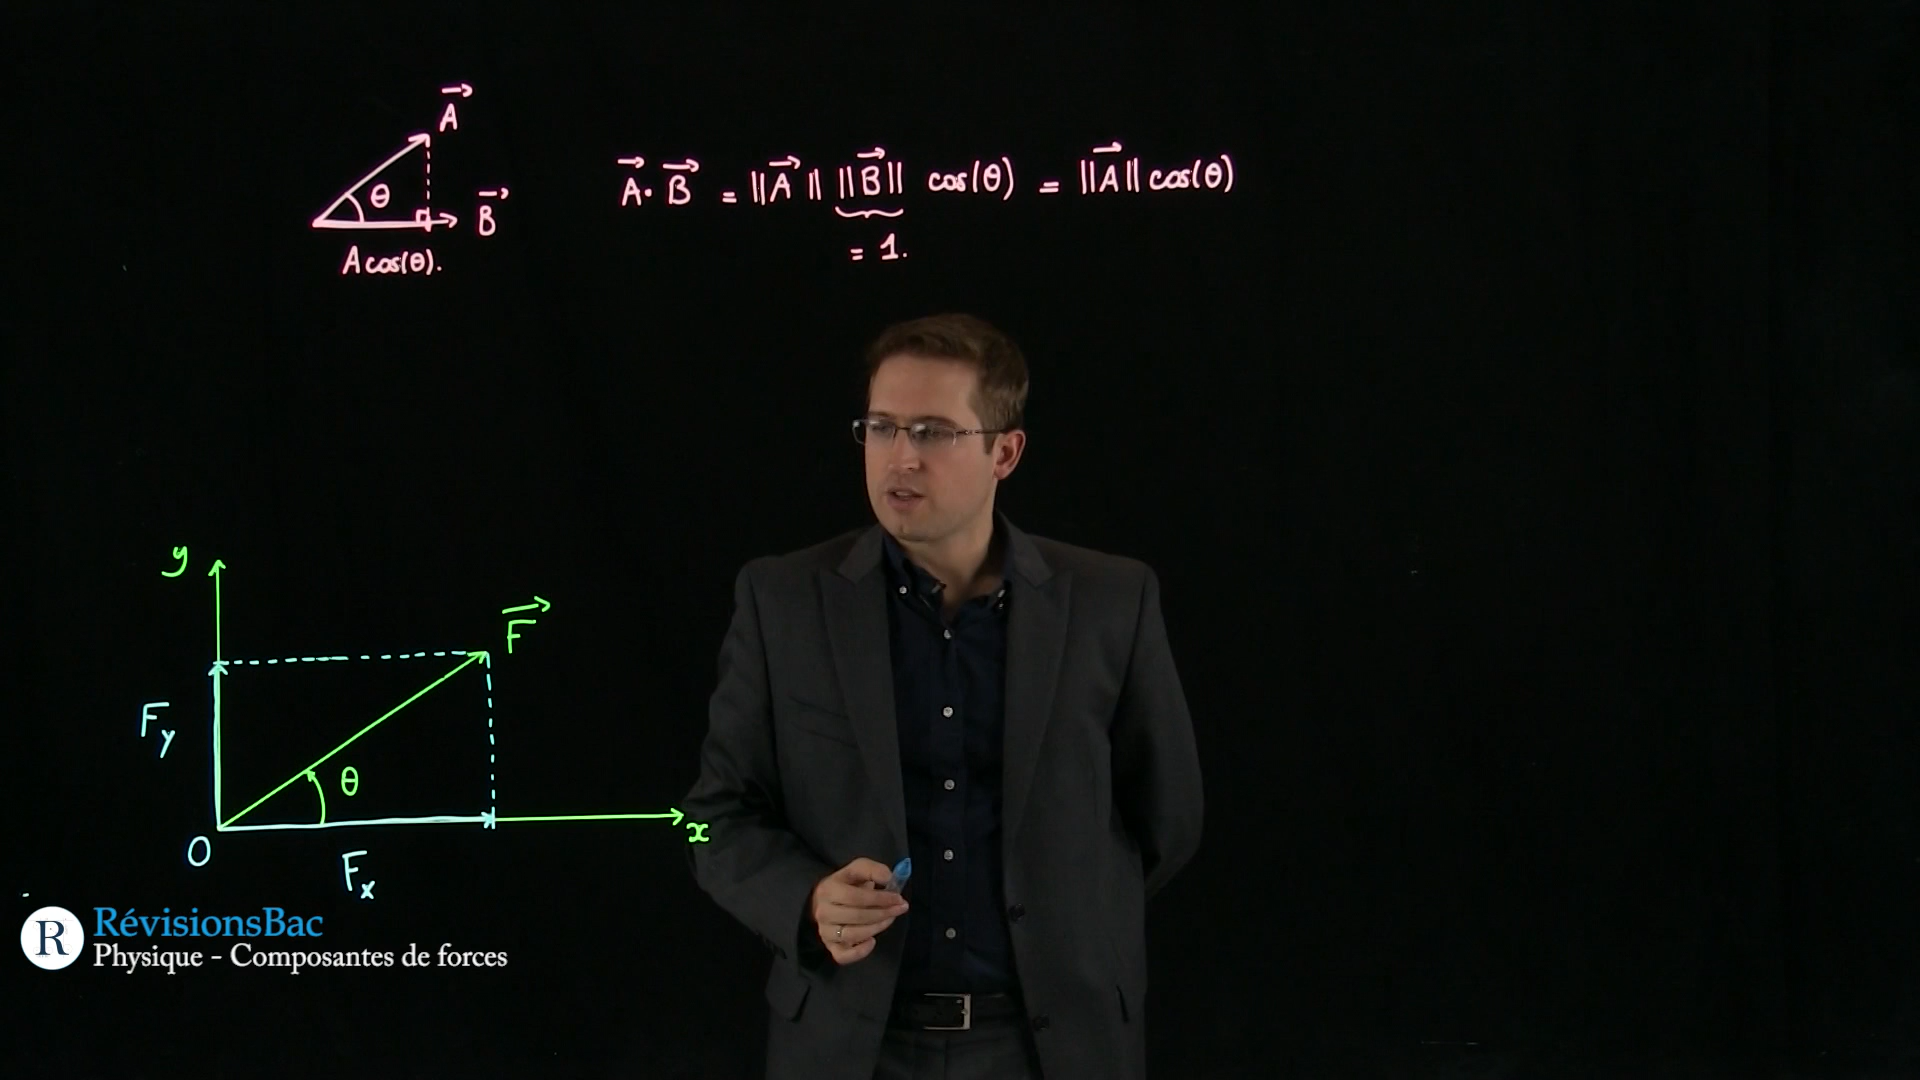 A⃗
θ
B⃗
A cos(θ).
A⃗ . B⃗ = ||A⃗|| ||B⃗|| cos(θ) = ||A⃗|| cos(θ)
= 1.
y
F⃗
F_y
θ
x
O
F_x
R
RévisionsBac
Physique - Composantes de forces